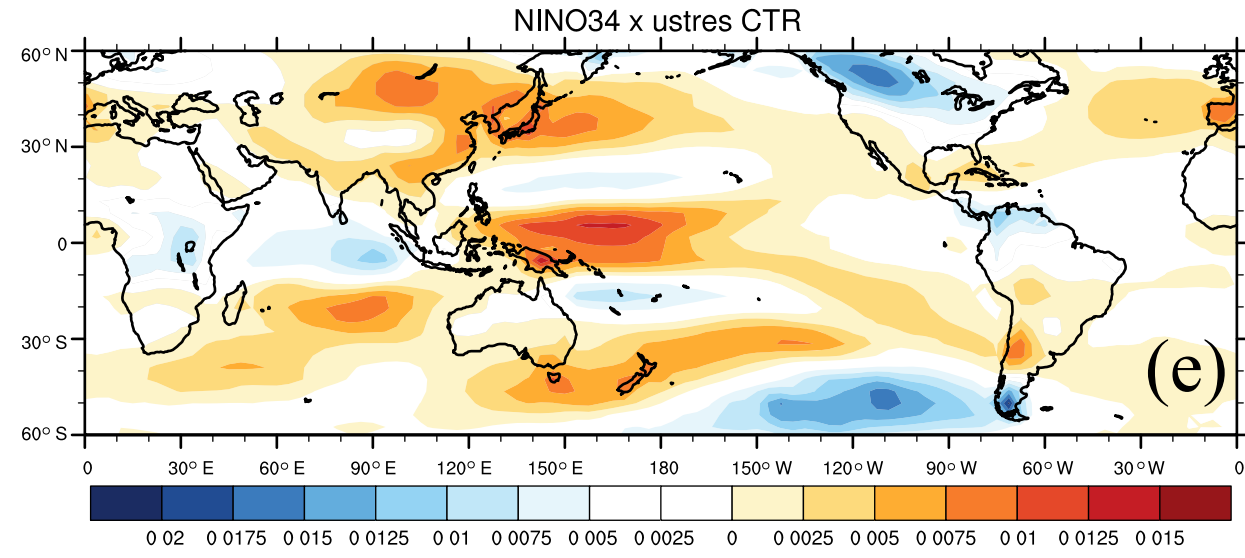 NINO34 x ustres CTR
60° N
30° N
0
30° S
60° S
(e)
0 30° E 60° E 90° E 120° E 150° E 180 150° W 120° W 90° W 60° W 30° W 0
0 02 0 0175 0 015 0 0125 0 01 0 0075 0 005 0 0025 0 0 0025 0 005 0 0075 0 01 0 0125 0 015